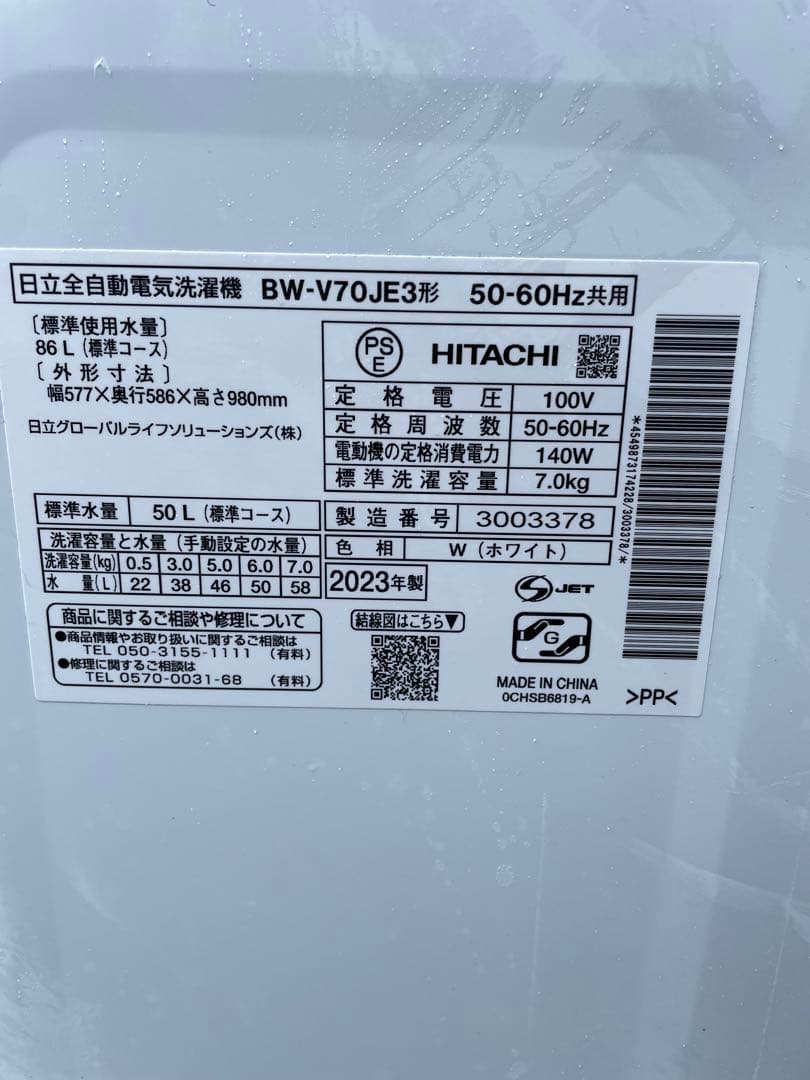 日立全自動電気洗濯機 BW-V70JE3形 50-60Hz共用
〔標準使用水量〕
86 L (標準コース)
〔外形寸法〕
幅577×奥行586×高さ980mm
日立グローバルライフソリューションズ(株)
PS
E
HITACHI
定格電圧 100V
定格周波数 50-60Hz
電動機の定格消費電力 140W
標準洗濯容量 7.0kg
標準水量 50 L (標準コース)
製造番号 3003378
色相 W (ホワイト)
洗濯容量と水量 (手動設定の水量)
洗濯容量(kg) 0.5 3.0 5.0 6.0 7.0
水量(L) 22 38 46 50 58
2023年製
S JET
商品に関するご相談や修理について
●商品情報やお取り扱いに関するご相談は
TEL 050-3155-1111 (有料)
●修理に関するご相談は
TEL 0570-0031-68 (有料)
結線図はこちら▼
G
MADE IN CHINA
0CHSB6819-A
>PP<
*4549873174228/3003378/*